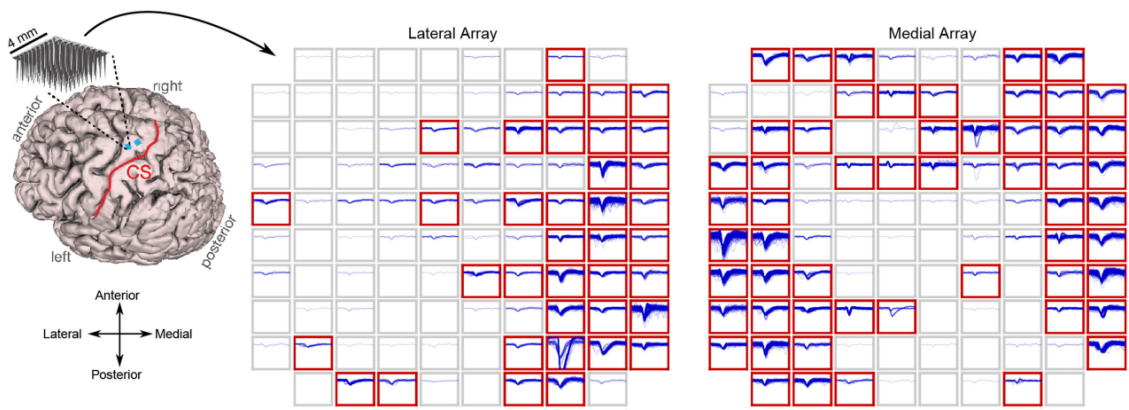 4 mm
Lateral Array
Medial Array
right
anterior
CS
left
posterior
Anterior
Lateral
Medial
Posterior